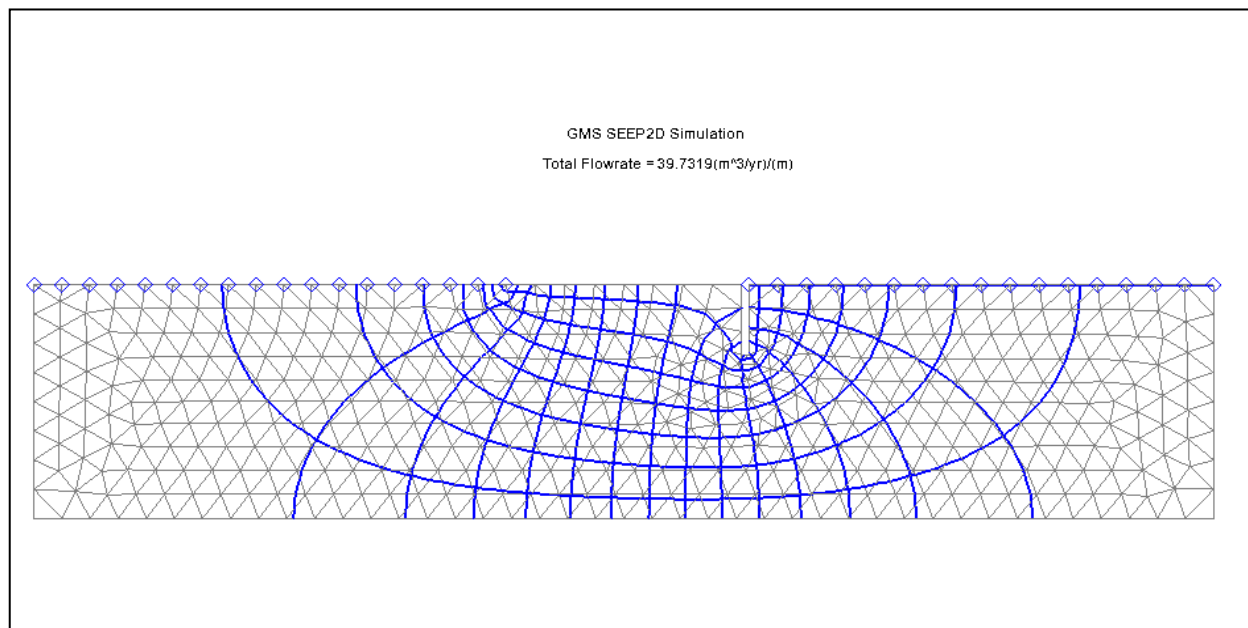 GMS SEEP2D Simulation
Total Flowrate = 39.7319(m^3/yr)/(m)